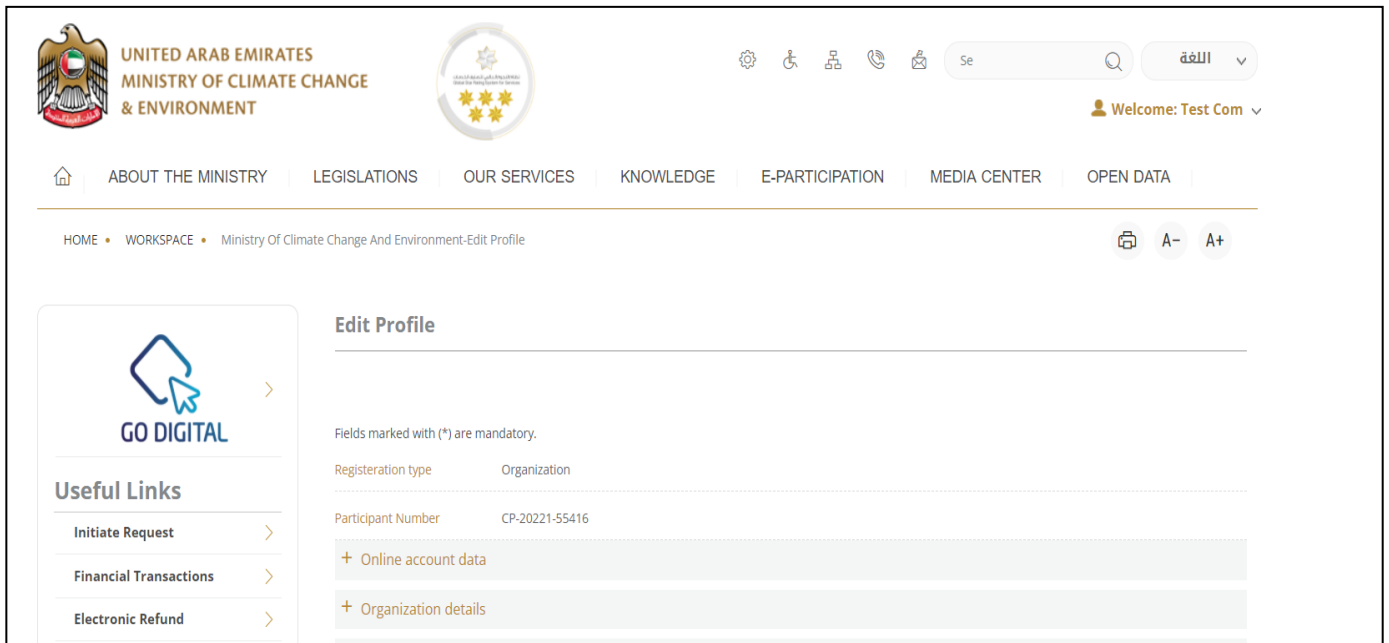 UNITED ARAB EMIRATES
MINISTRY OF CLIMATE CHANGE
& ENVIRONMENT
Se
اللغة
Welcome: Test Com
ABOUT THE MINISTRY
LEGISLATIONS
OUR SERVICES
KNOWLEDGE
E-PARTICIPATION
MEDIA CENTER
OPEN DATA
HOME • WORKSPACE • Ministry Of Climate Change And Environment-Edit Profile
A- A+
GO DIGITAL
Useful Links
Initiate Request
Financial Transactions
Electronic Refund
Edit Profile
Fields marked with (*) are mandatory.
Registeration type Organization
Participant Number CP-20221-55416
+ Online account data
+ Organization details